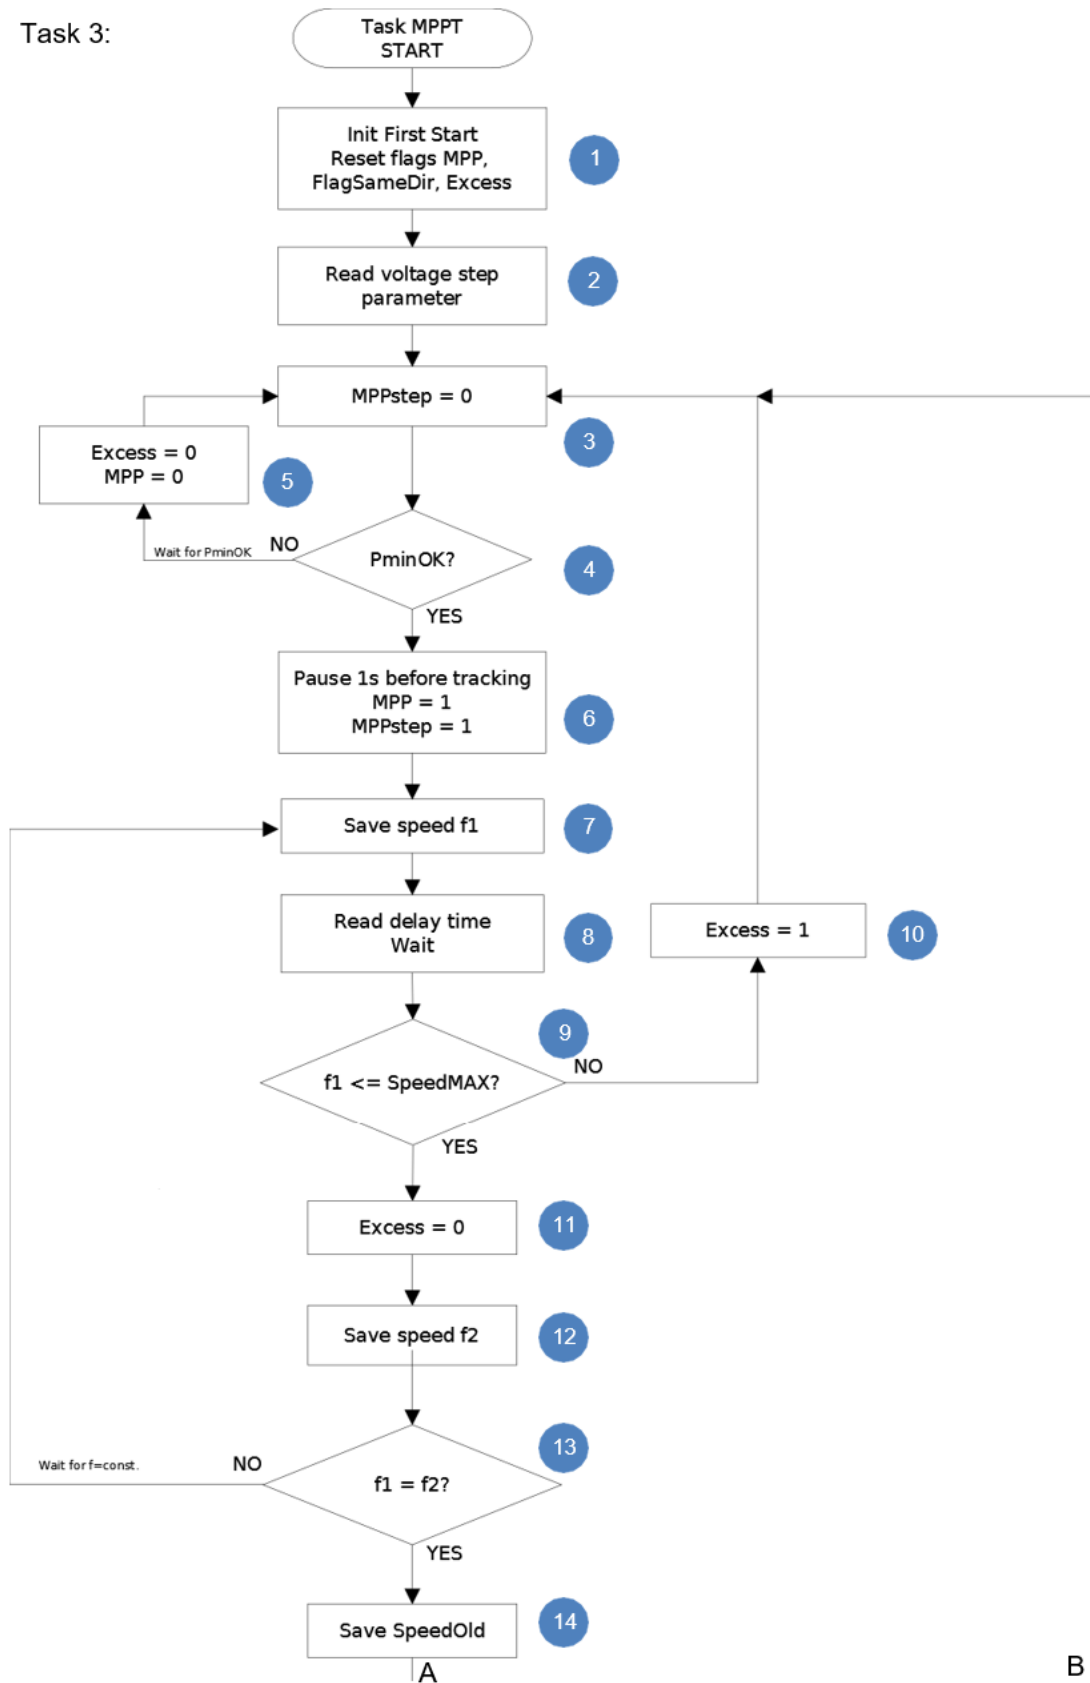 Task 3:
Task MPPT
START
Init First Start
Reset flags MPP,
FlagSameDir, Excess
1
Read voltage step
parameter
2
MPPstep = 0
3
Excess = 0
MPP = 0
5
Wait for PminOK
NO
PminOK?
4
YES
Pause 1s before tracking
MPP = 1
MPPstep = 1
6
Save speed f1
7
Read delay time
Wait
8
Excess = 1
10
9
f1 <= SpeedMAX?
NO
YES
Excess = 0
11
Save speed f2
12
13
Wait for f=const.
NO
f1 = f2?
YES
Save SpeedOld
14
A
B